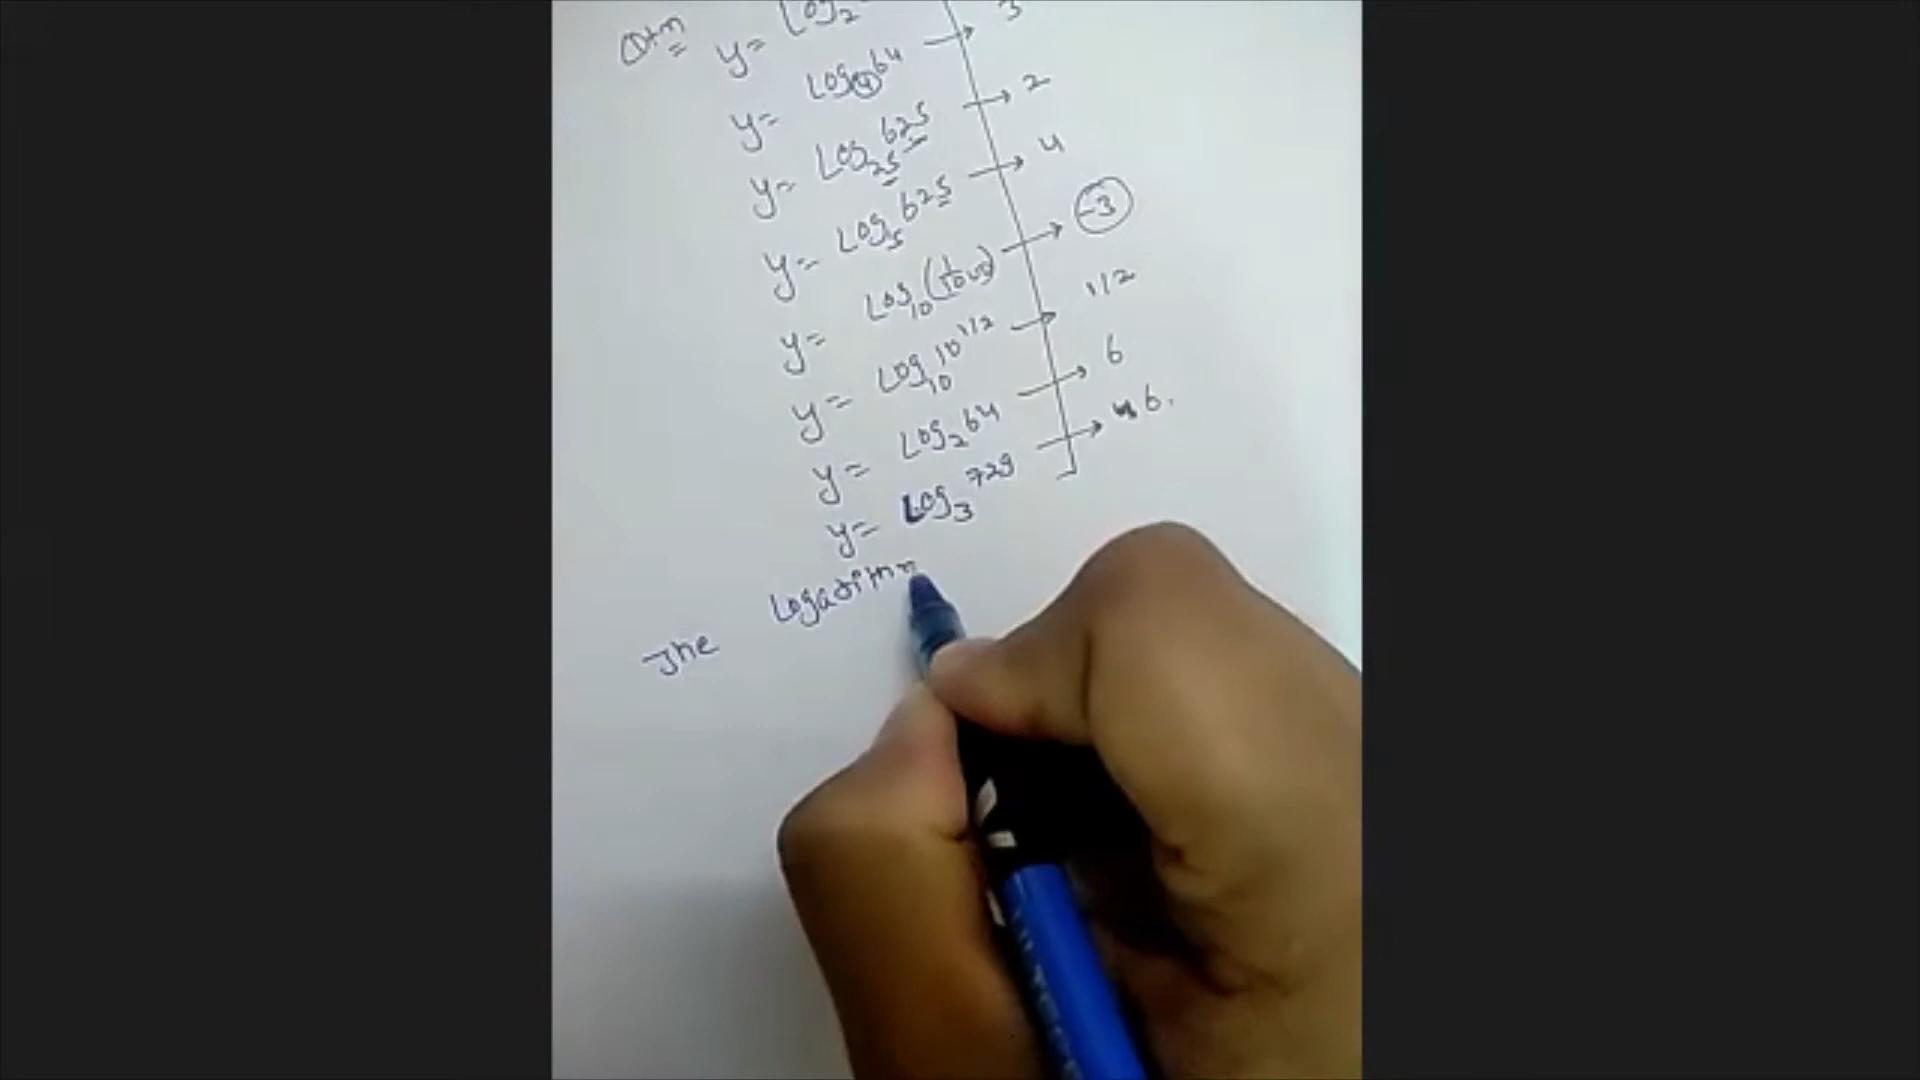 y= Log₂
y= Log₄ 64 → 3
y= Log₂₅ 625 → 2
y= Log₅ 625 → 4
y= Log₁₀ (1/1000) → -3
y= Log₁₀ 10^1/2 → 1/2
y= Log₂ 64 → 6
y= Log₃ 729 → 6.
The